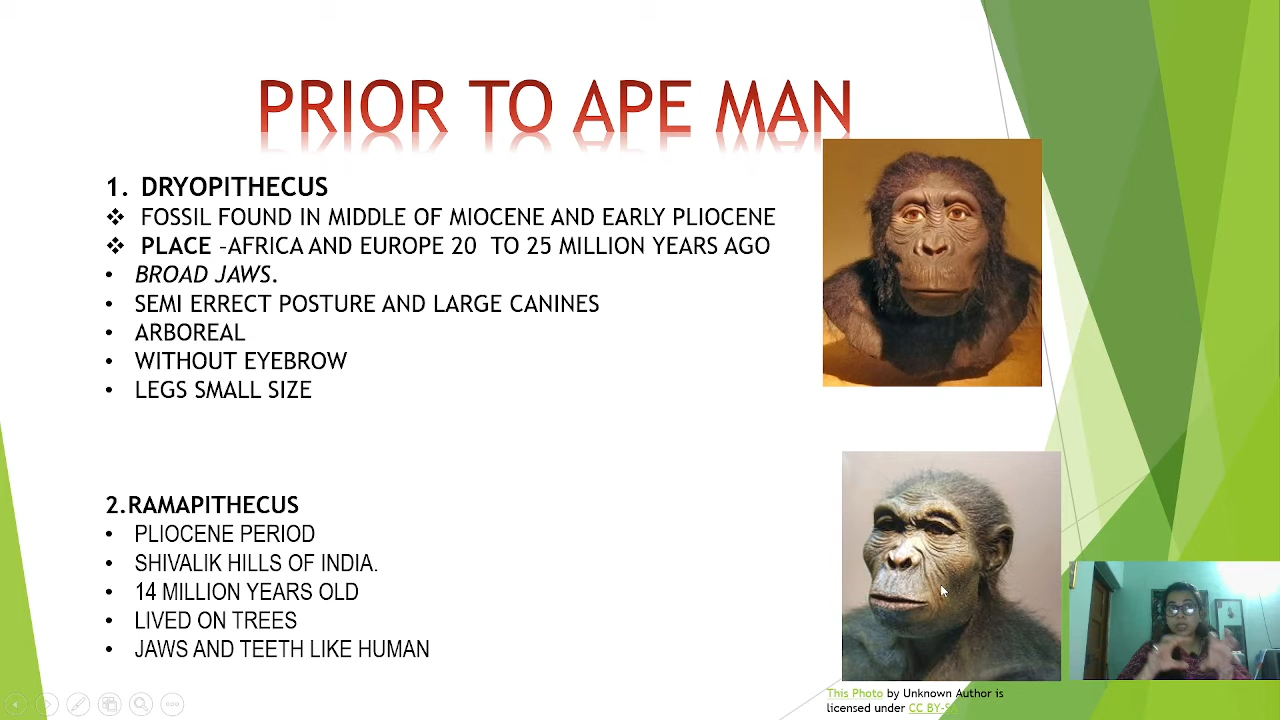 PRIOR TO APE MAN
1. DRYOPITHECUS
❖ FOSSIL FOUND IN MIDDLE OF MIOCENE AND EARLY PLIOCENE
❖ PLACE –AFRICA AND EUROPE 20 TO 25 MILLION YEARS AGO
• BROAD JAWS.
• SEMI ERRECT POSTURE AND LARGE CANINES
• ARBOREAL
• WITHOUT EYEBROW
• LEGS SMALL SIZE
2.RAMAPITHECUS
• PLIOCENE PERIOD
• SHIVALIK HILLS OF INDIA.
• 14 MILLION YEARS OLD
• LIVED ON TREES
• JAWS AND TEETH LIKE HUMAN
This Photo by Unknown Author is
licensed under CC